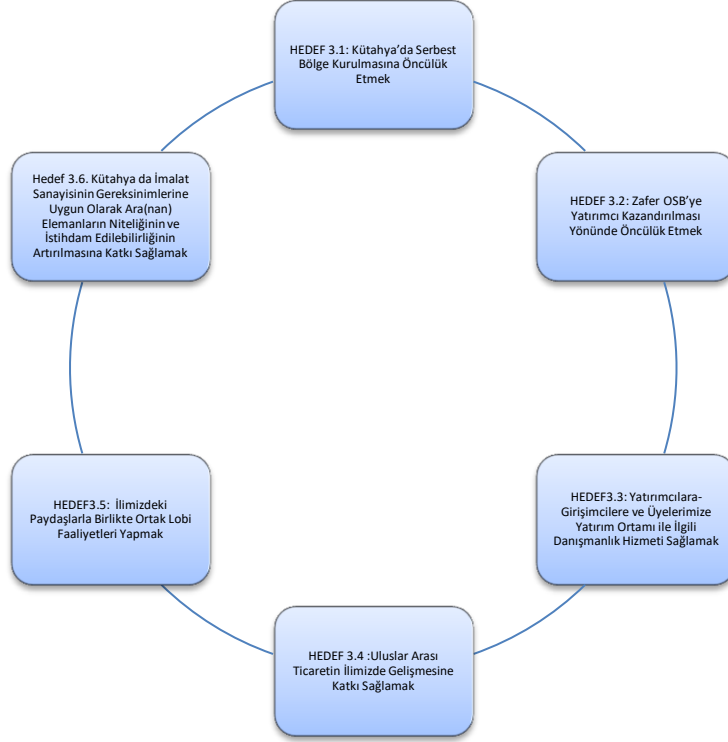 HEDEF 3.1: Kütahya’da Serbest
Bölge Kurulmasına Öncülük
Etmek
HEDEF 3.2: Zafer OSB’ye
Yatırımcı Kazandırılması
Yönünde Öncülük Etmek
HEDEF3.3: Yatırımcılara-
Girişimcilere ve Üyelerimize
Yatırım Ortamı ile İlgili
Danışmanlık Hizmeti Sağlamak
HEDEF 3.4 :Uluslar Arası
Ticaretin İlimizde Gelişmesine
Katkı Sağlamak
HEDEF3.5: İlimizdeki
Paydaşlarla Birlikte Ortak Lobi
Faaliyetleri Yapmak
Hedef 3.6. Kütahya da İmalat
Sanayisinin Gereksinimlerine
Uygun Olarak Ara(nan)
Elemanların Niteliğinin ve
İstihdam Edilebilirliğinin
Artırılmasına Katkı Sağlamak